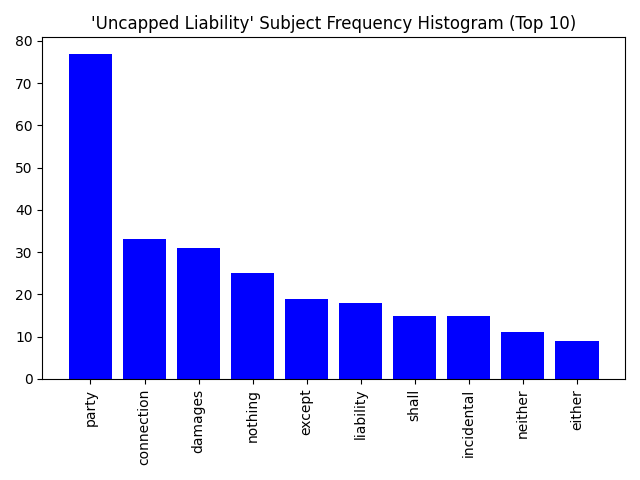 'Uncapped Liability' Subject Frequency Histogram (Top 10)
80
70
60
50
40
30
20
10
0
party
connection
damages
nothing
except
liability
shall
incidental
neither
either